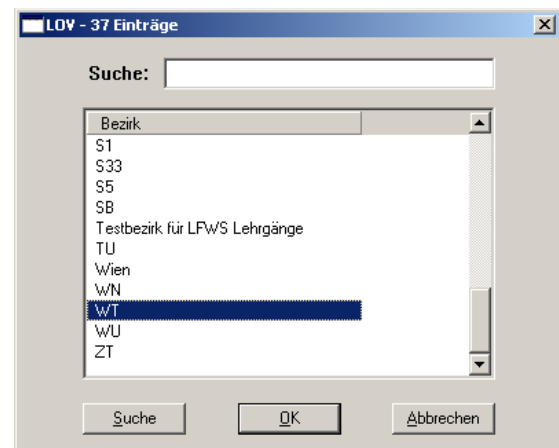 LOV - 37 Einträge
Suche:
Bezirk
S1
S33
S5
SB
Testbezirk für LFWS Lehrgänge
TU
Wien
WN
WT
WU
ZT
Suche OK Abbrechen